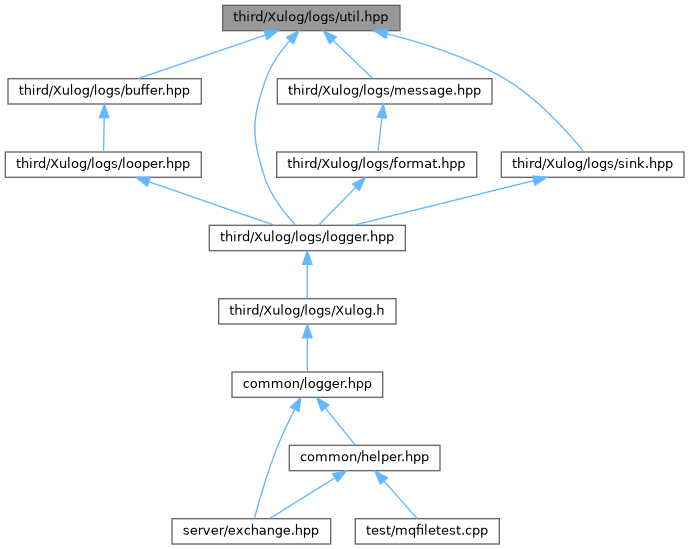 third/Xulog/logs/util.hpp
third/Xulog/logs/buffer.hpp
third/Xulog/logs/message.hpp
third/Xulog/logs/looper.hpp
third/Xulog/logs/format.hpp
third/Xulog/logs/sink.hpp
third/Xulog/logs/logger.hpp
third/Xulog/logs/Xulog.h
common/logger.hpp
common/helper.hpp
server/exchange.hpp
test/mqfiletest.cpp